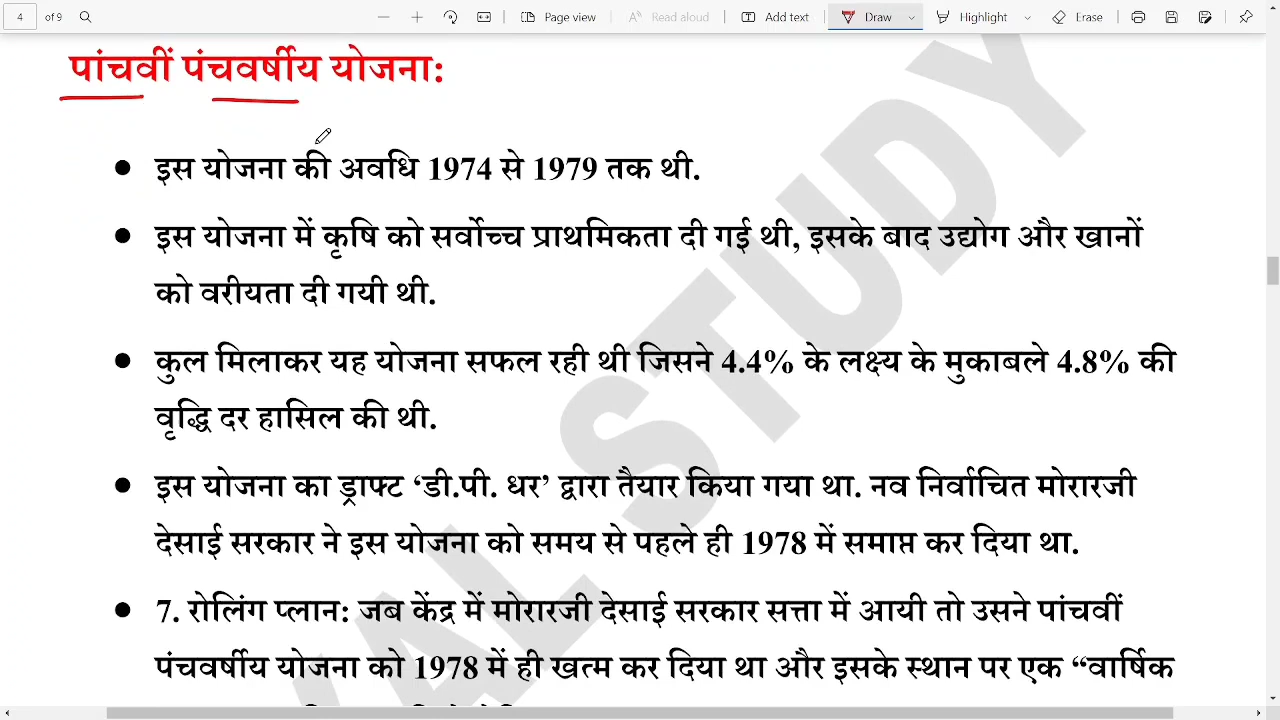 4 of 9 Page view Read aloud Add text Draw Highlight Erase
पांचवीं पंचवर्षीय योजना:
• इस योजना की अवधि 1974 से 1979 तक थी.
• इस योजना में कृषि को सर्वोच्च प्राथमिकता दी गई थी, इसके बाद उद्योग और खानों
को वरीयता दी गयी थी.
• कुल मिलाकर यह योजना सफल रही थी जिसने 4.4% के लक्ष्य के मुकाबले 4.8% की
वृद्धि दर हासिल की थी.
• इस योजना का ड्राफ्ट ‘डी.पी. धर’ द्वारा तैयार किया गया था. नव निर्वाचित मोरारजी
देसाई सरकार ने इस योजना को समय से पहले ही 1978 में समाप्त कर दिया था.
• 7. रोलिंग प्लान: जब केंद्र में मोरारजी देसाई सरकार सत्ता में आयी तो उसने पांचवीं
पंचवर्षीय योजना को 1978 में ही खत्म कर दिया था और इसके स्थान पर एक “वार्षिक
AL STUDY